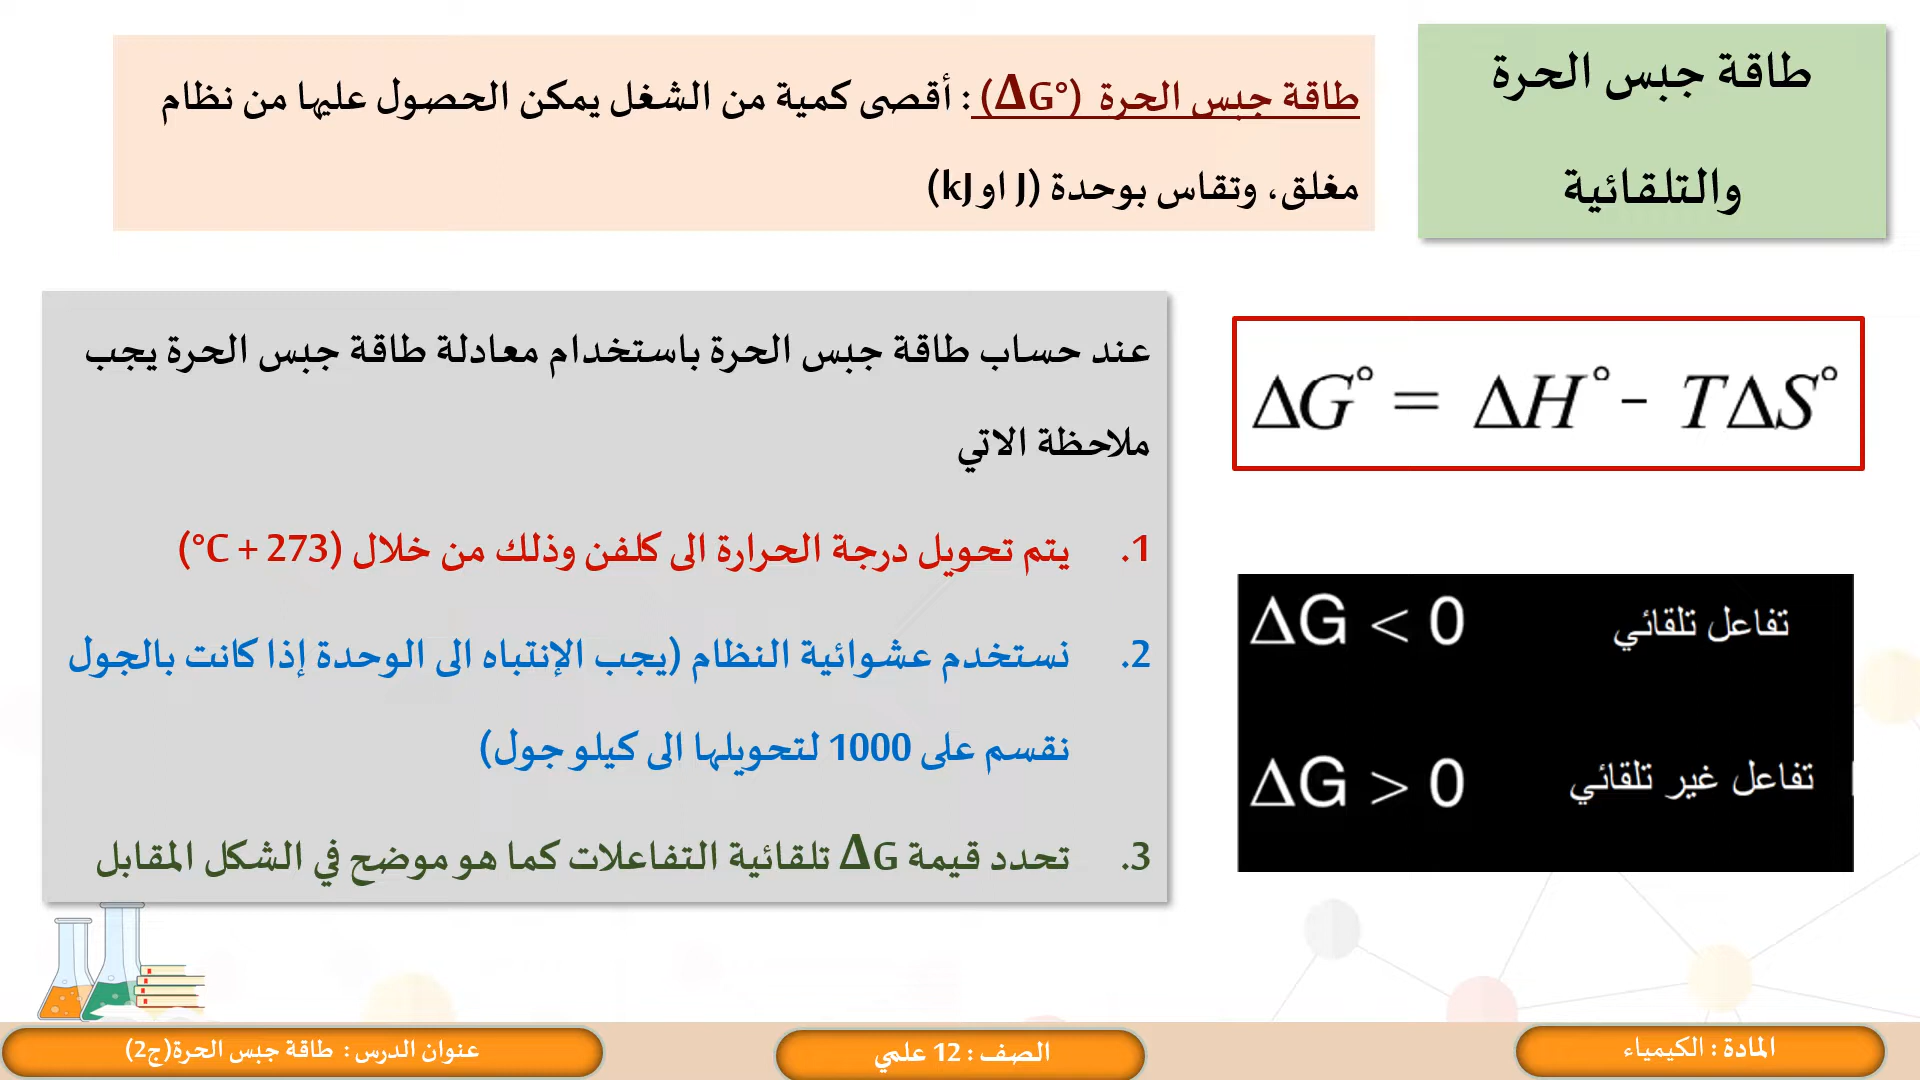 طاقة جبس الحرة
والتلقائية
طاقة جبس الحرة (ΔG°) : أقصى كمية من الشغل يمكن الحصول عليها من نظام
مغلق، وتقاس بوحدة (J او kJ)
ΔG° = ΔH° - TΔS°
عند حساب طاقة جبس الحرة باستخدام معادلة طاقة جبس الحرة يجب
ملاحظة الاتي
1. يتم تحويل درجة الحرارة الى كلفن وذلك من خلال (°C + 273)
2. نستخدم عشوائية النظام (يجب الإنتباه الى الوحدة إذا كانت بالجول
نقسم على 1000 لتحويلها الى كيلو جول)
3. تحدد قيمة ΔG تلقائية التفاعلات كما هو موضح في الشكل المقابل
ΔG < 0 تفاعل تلقائي
ΔG > 0 تفاعل غير تلقائي
المادة : الكيمياء
الصف : 12 علمي
عنوان الدرس : طاقة جبس الحرة(ج2)